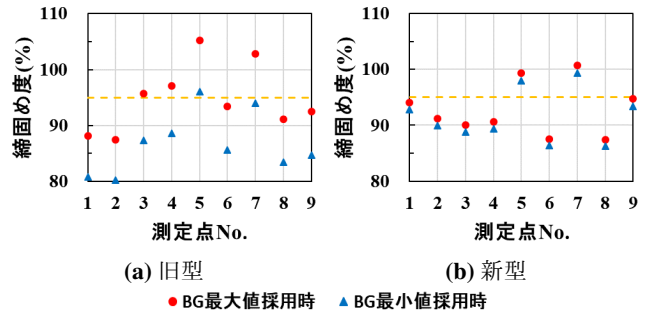 110
100
90
80
締固め度(%)
1 2 3 4 5 6 7 8 9
測定点No.
(a) 旧型
110
100
90
80
締固め度(%)
1 2 3 4 5 6 7 8 9
測定点No.
(b) 新型
BG最大値採用時 BG最小値採用時